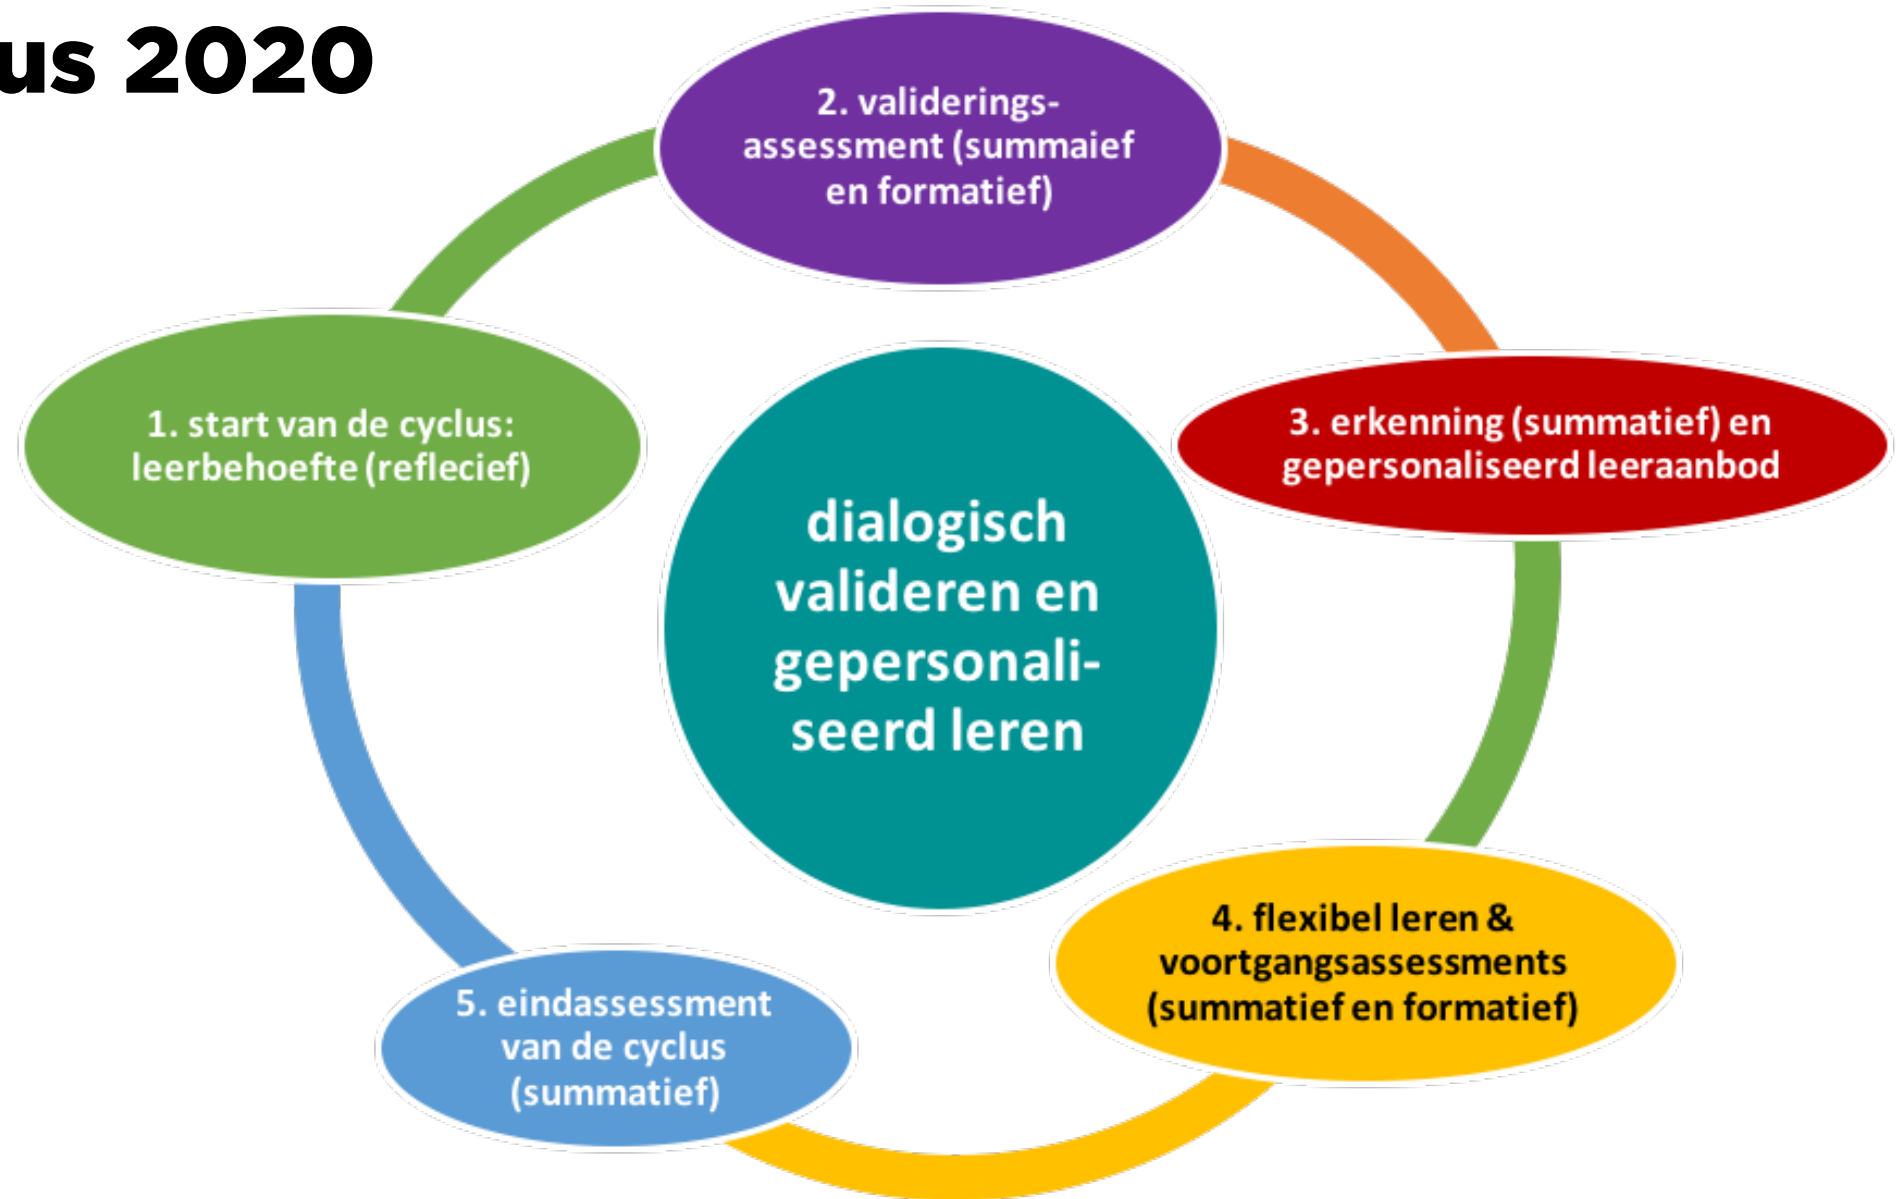 us 2020
2. validerings-
assessment (summaief
en formatief)
1. start van de cyclus:
leerbehoefte (reflecief)
3. erkenning (summatief) en
gepersonaliseerd leeraanbod
dialogisch
valideren en
gepersonali-
seerd leren
4. flexibel leren &
voortgangsassessments
(summatief en formatief)
5. eindassessment
van de cyclus
(summatief)